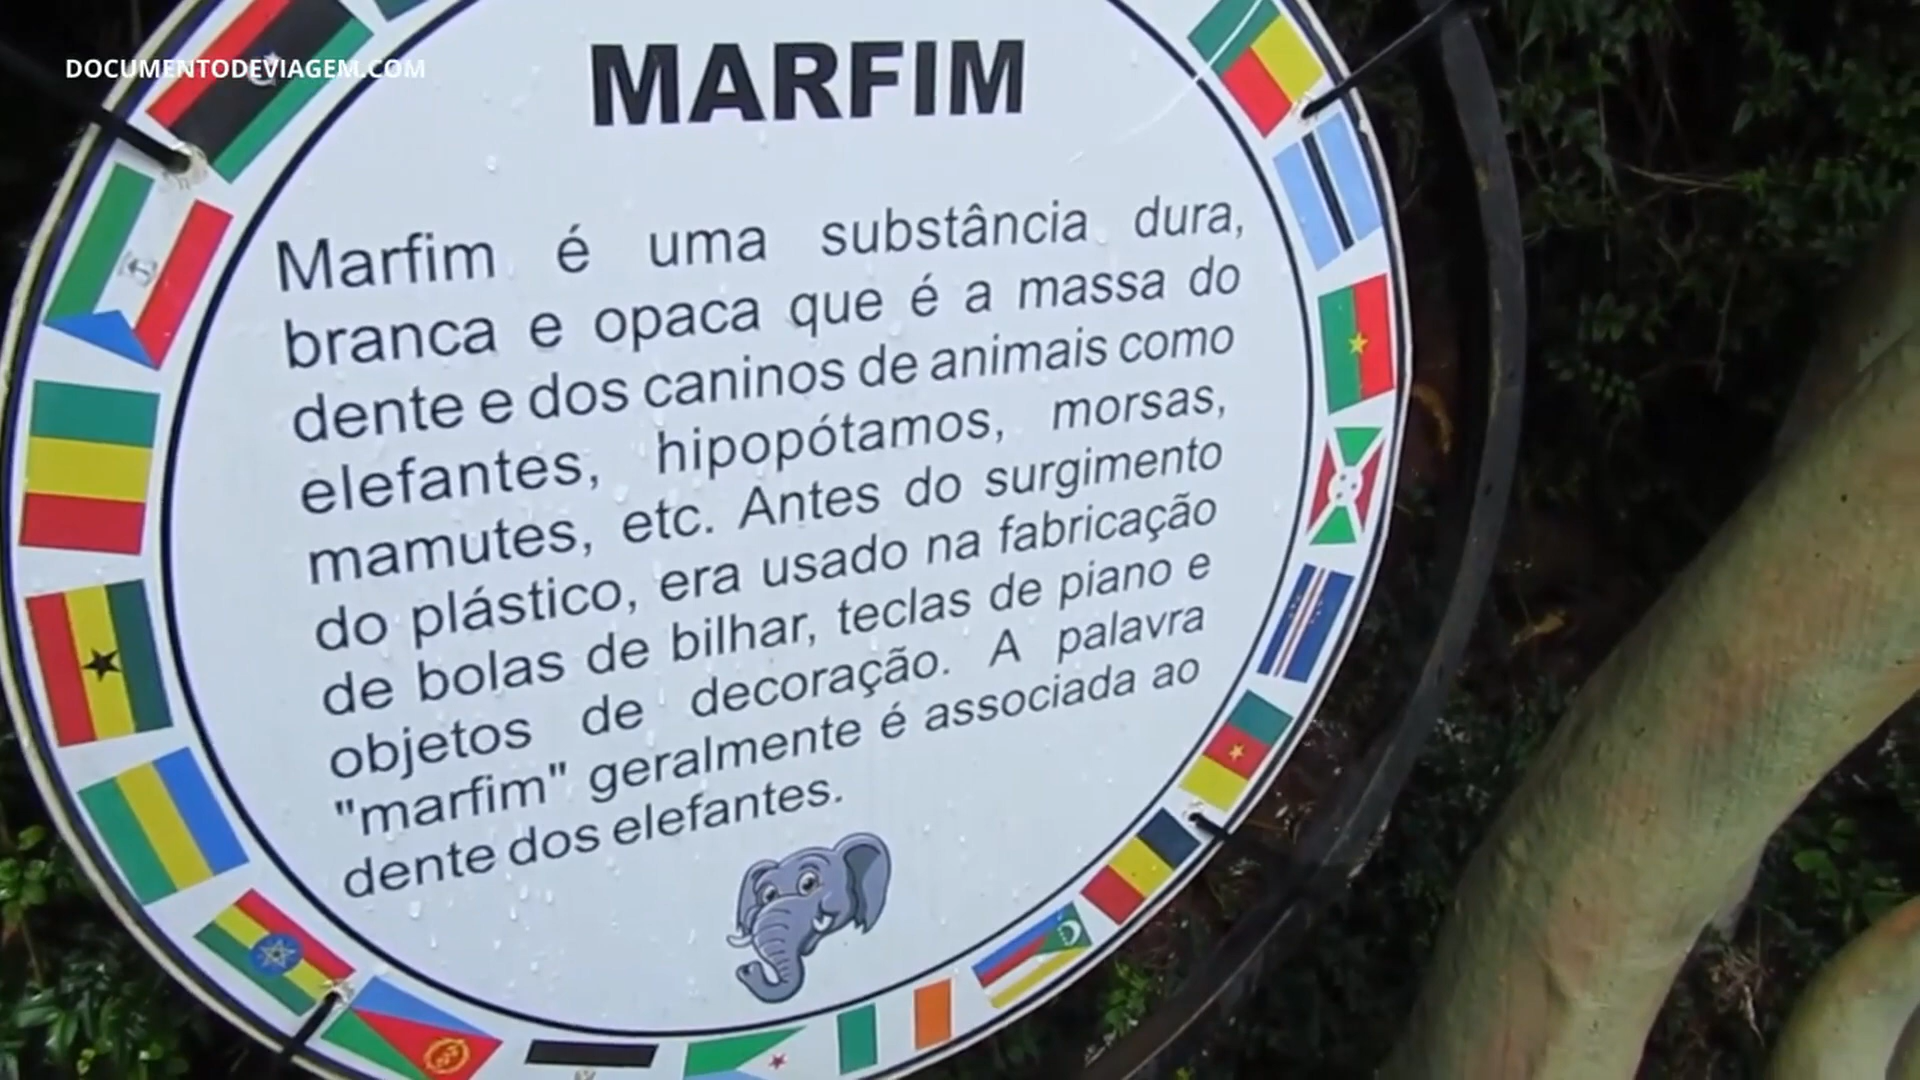 DOCUMENTODEVIAGEM.COM
MARFIM
Marfim é uma substância dura,
branca e opaca que é a massa do
dente e dos caninos de animais como
elefantes, hipopótamos, morsas,
mamutes, etc. Antes do surgimento
do plástico, era usado na fabricação
de bolas de bilhar, teclas de piano e
objetos de decoração. A palavra
"marfim" geralmente é associada ao
dente dos elefantes.